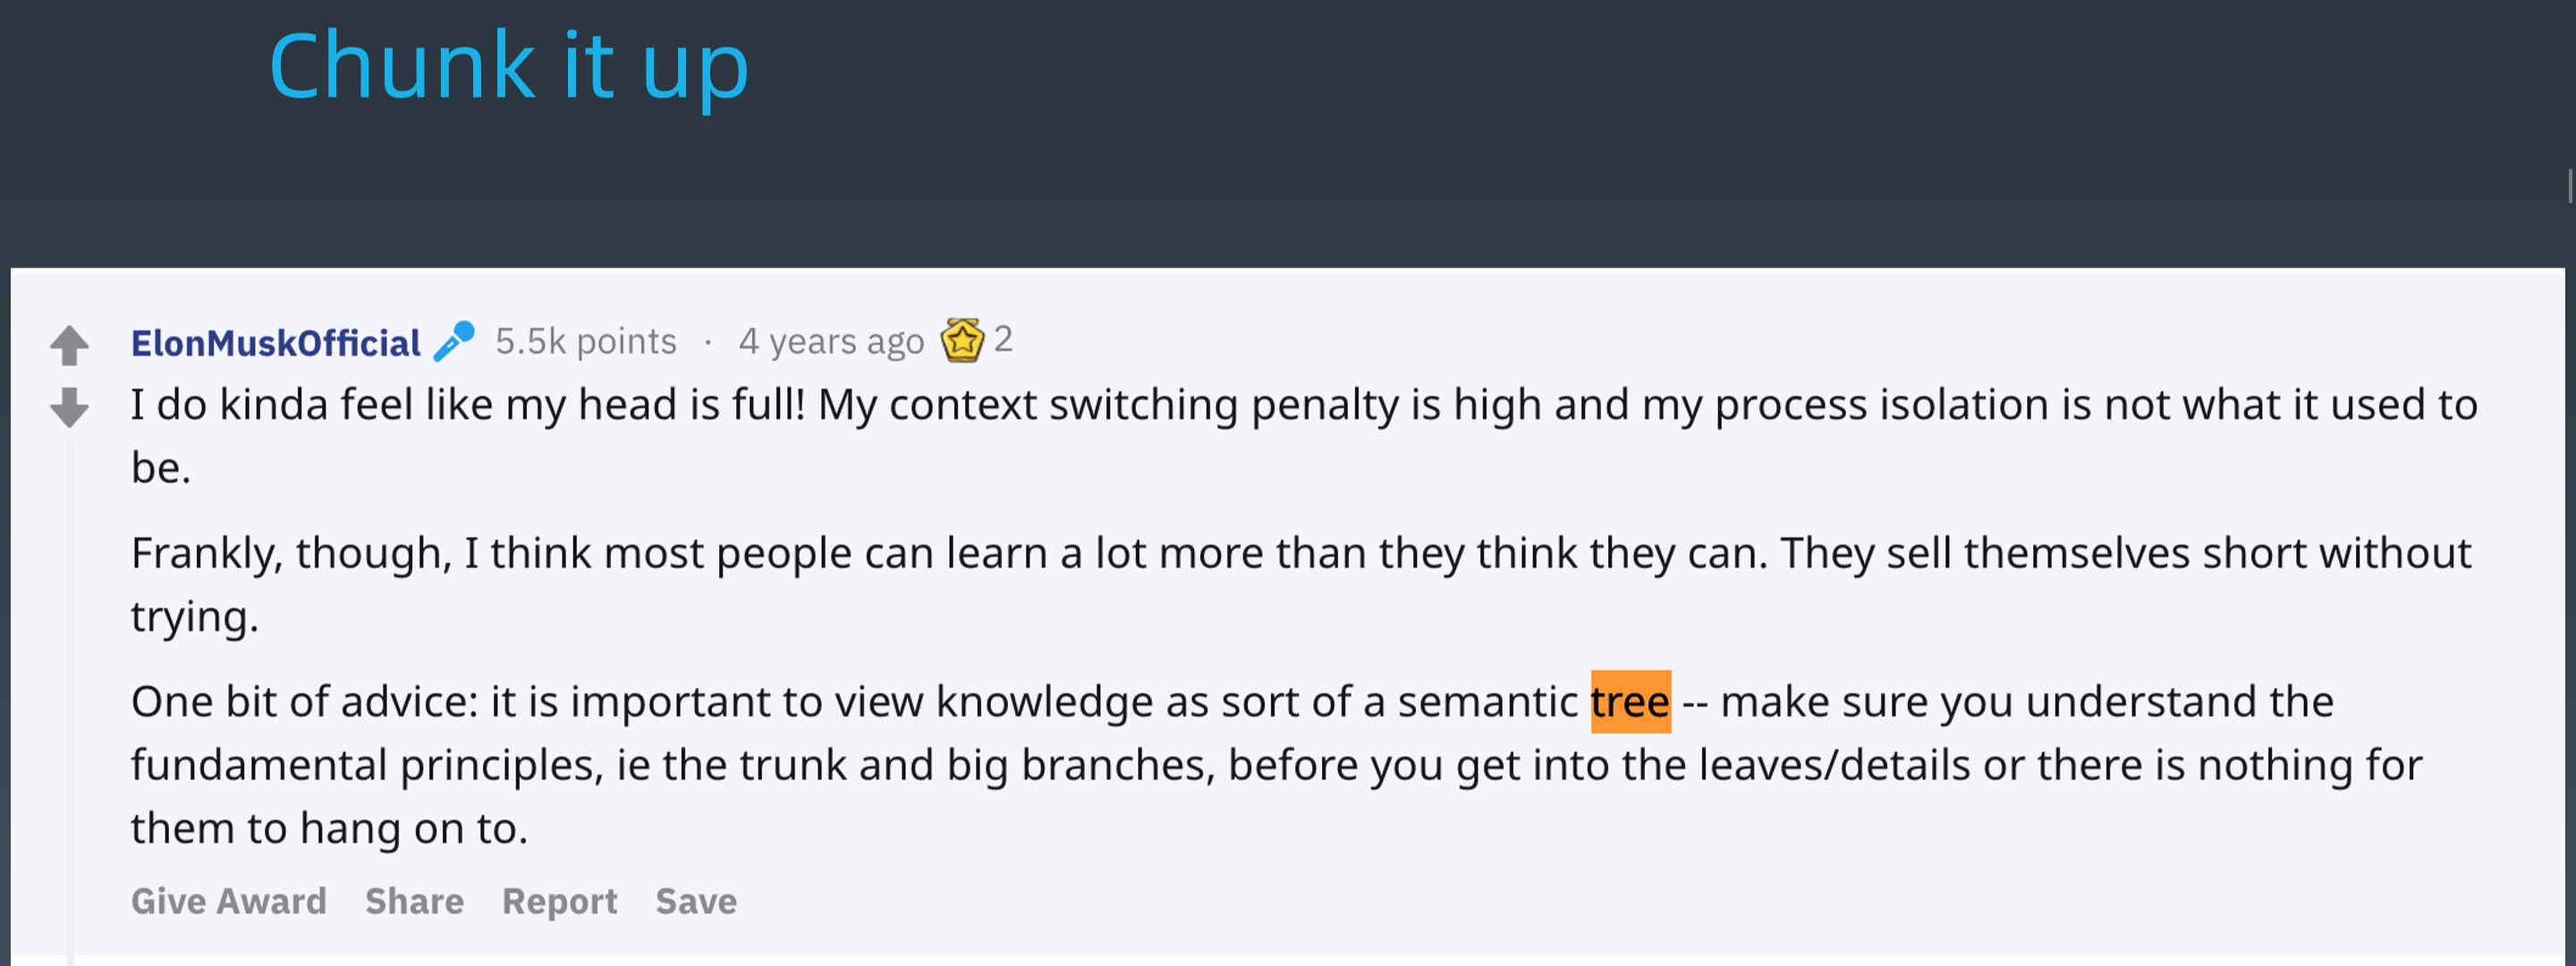 Chunk it up
ElonMuskOfficial 5.5k points · 4 years ago 2
I do kinda feel like my head is full! My context switching penalty is high and my process isolation is not what it used to
be.
Frankly, though, I think most people can learn a lot more than they think they can. They sell themselves short without
trying.
One bit of advice: it is important to view knowledge as sort of a semantic tree -- make sure you understand the
fundamental principles, ie the trunk and big branches, before you get into the leaves/details or there is nothing for
them to hang on to.
Give Award Share Report Save